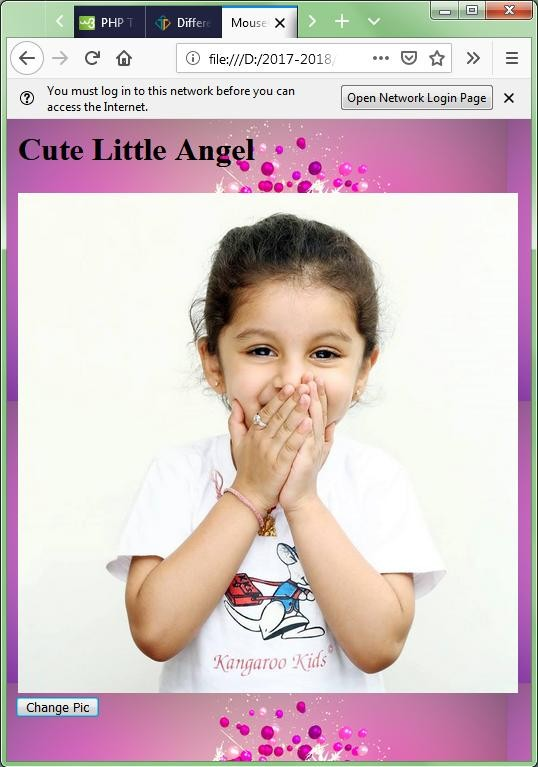 PHP T
Differe
Mouse
file:///D:/2017-2018/
You must log in to this network before you can
access the Internet.
Open Network Login Page
Cute Little Angel
Kangaroo Kids
Change Pic